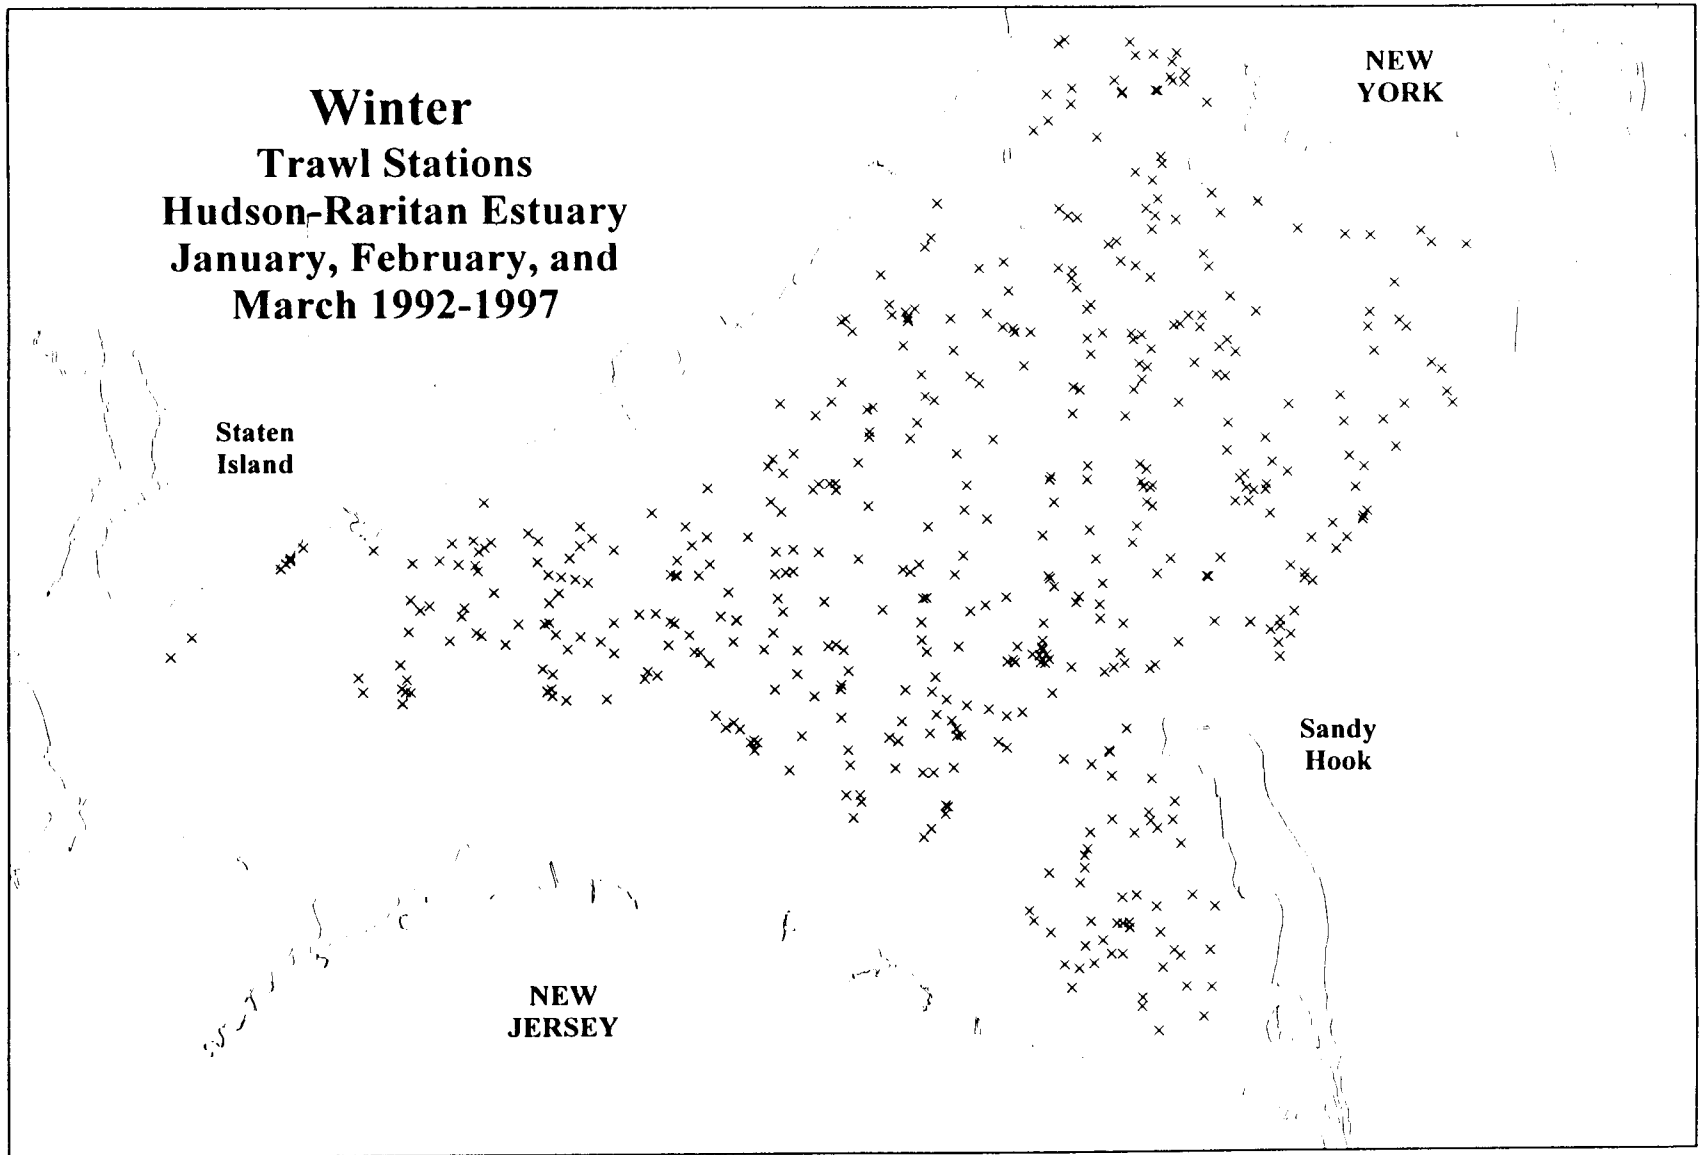 Winter
Trawl Stations
Hudson-Raritan Estuary
January, February, and
March 1992-1997
NEW
YORK
Staten
Island
Sandy
Hook
NEW
JERSEY